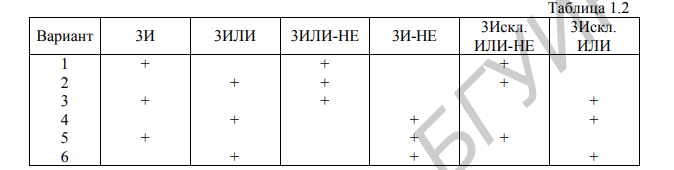 Таблица 1.2
Вариант 3И 3ИЛИ 3ИЛИ-НЕ 3И-НЕ 3Искл. ИЛИ-НЕ 3Искл. ИЛИ
1 + + +
2 + + +
3 + + +
4 + + +
5 + + +
6 + + +
БГУИ